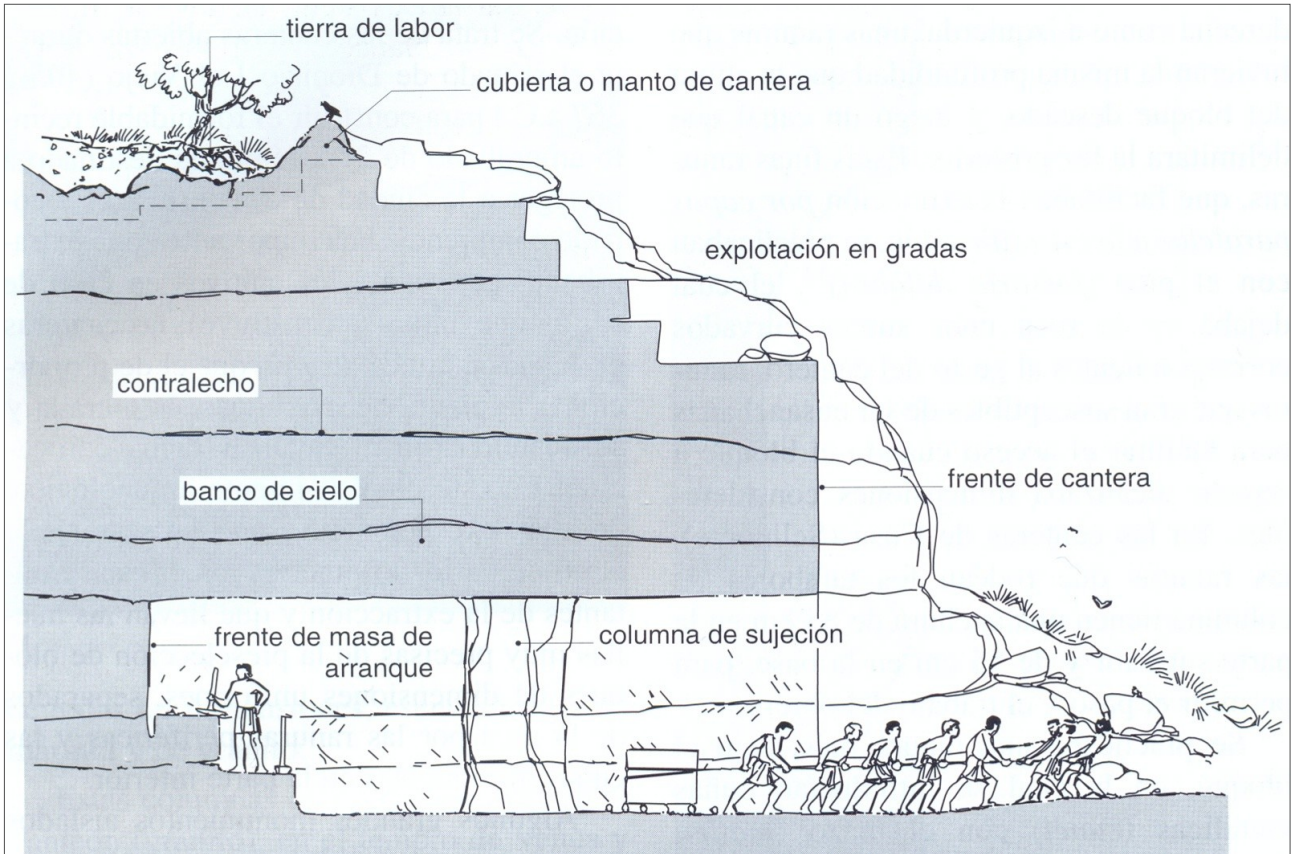 tierra de labor
cubierta o manto de cantera
explotación en gradas
contralecho
banco de cielo
frente de cantera
frente de masa de
arranque
columna de sujeción